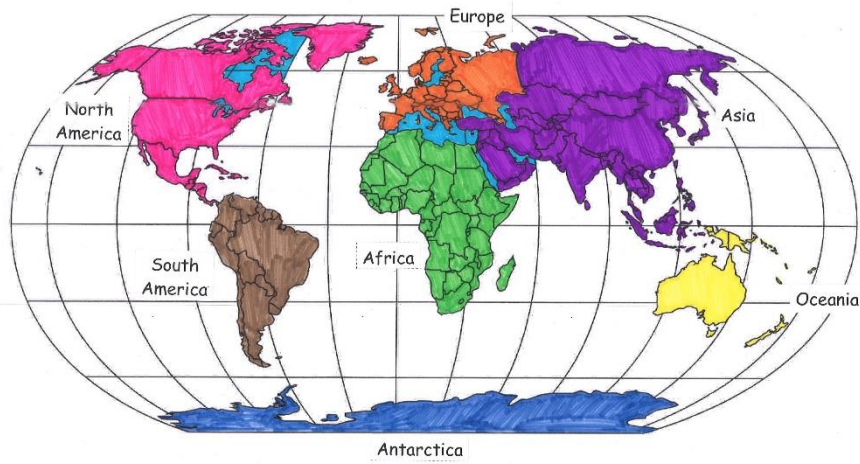 Europe
North
America
Asia
South
America
Africa
Oceania
Antarctica